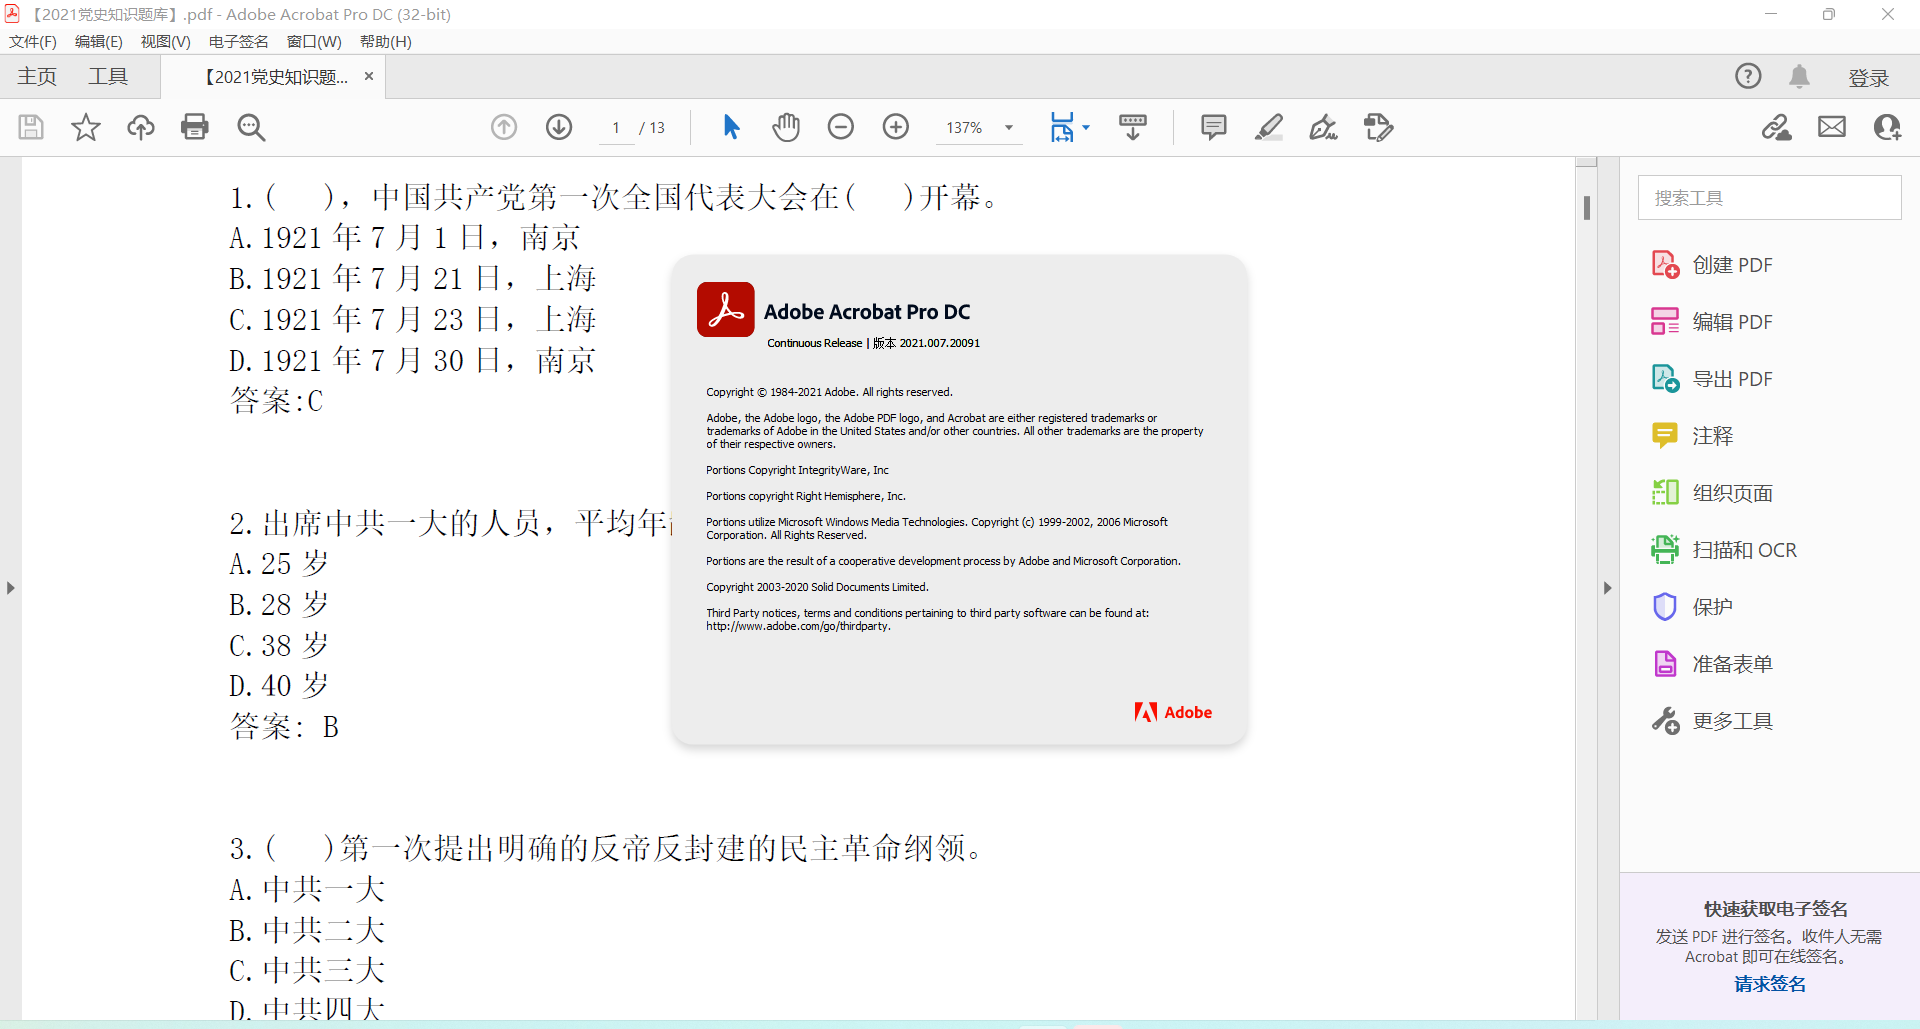 【2021党史知识题库】.pdf - Adobe Acrobat Pro DC (32-bit)
文件(F) 编辑(E) 视图(V) 电子签名 窗口(W) 帮助(H)
主页 工具 【2021党史知识题... × 登录
1 / 13 137%
1.( ), 中国共产党第一次全国代表大会在( )开幕。
A.1921 年 7 月 1 日，南京
B.1921 年 7 月 21 日，上海
C.1921 年 7 月 23 日，上海
D.1921 年 7 月 30 日，南京
答案:C
2.出席中共一大的人员，平均年
A.25 岁
B.28 岁
C.38 岁
D.40 岁
答案: B
3.( )第一次提出明确的反帝反封建的民主革命纲领。
A.中共一大
B.中共二大
C.中共三大
D.中共四大
Adobe Acrobat Pro DC
Continuous Release | 版本 2021.007.20091
Copyright © 1984-2021 Adobe. All rights reserved.
Adobe, the Adobe logo, the Adobe PDF logo, and Acrobat are either registered trademarks or
trademarks of Adobe in the United States and/or other countries. All other trademarks are the property
of their respective owners.
Portions Copyright IntegrityWare, Inc
Portions copyright Right Hemisphere, Inc.
Portions utilize Microsoft Windows Media Technologies. Copyright (c) 1999-2002, 2006 Microsoft
Corporation. All Rights Reserved.
Portions are the result of a cooperative development process by Adobe and Microsoft Corporation.
Copyright 2003-2020 Solid Documents Limited.
Third Party notices, terms and conditions pertaining to third party software can be found at:
http://www.adobe.com/go/thirdparty.
Adobe
搜索工具
创建 PDF
编辑 PDF
导出 PDF
注释
组织页面
扫描和 OCR
保护
准备表单
更多工具
快速获取电子签名
发送 PDF 进行签名。收件人无需
Acrobat 即可在线签名。
请求签名